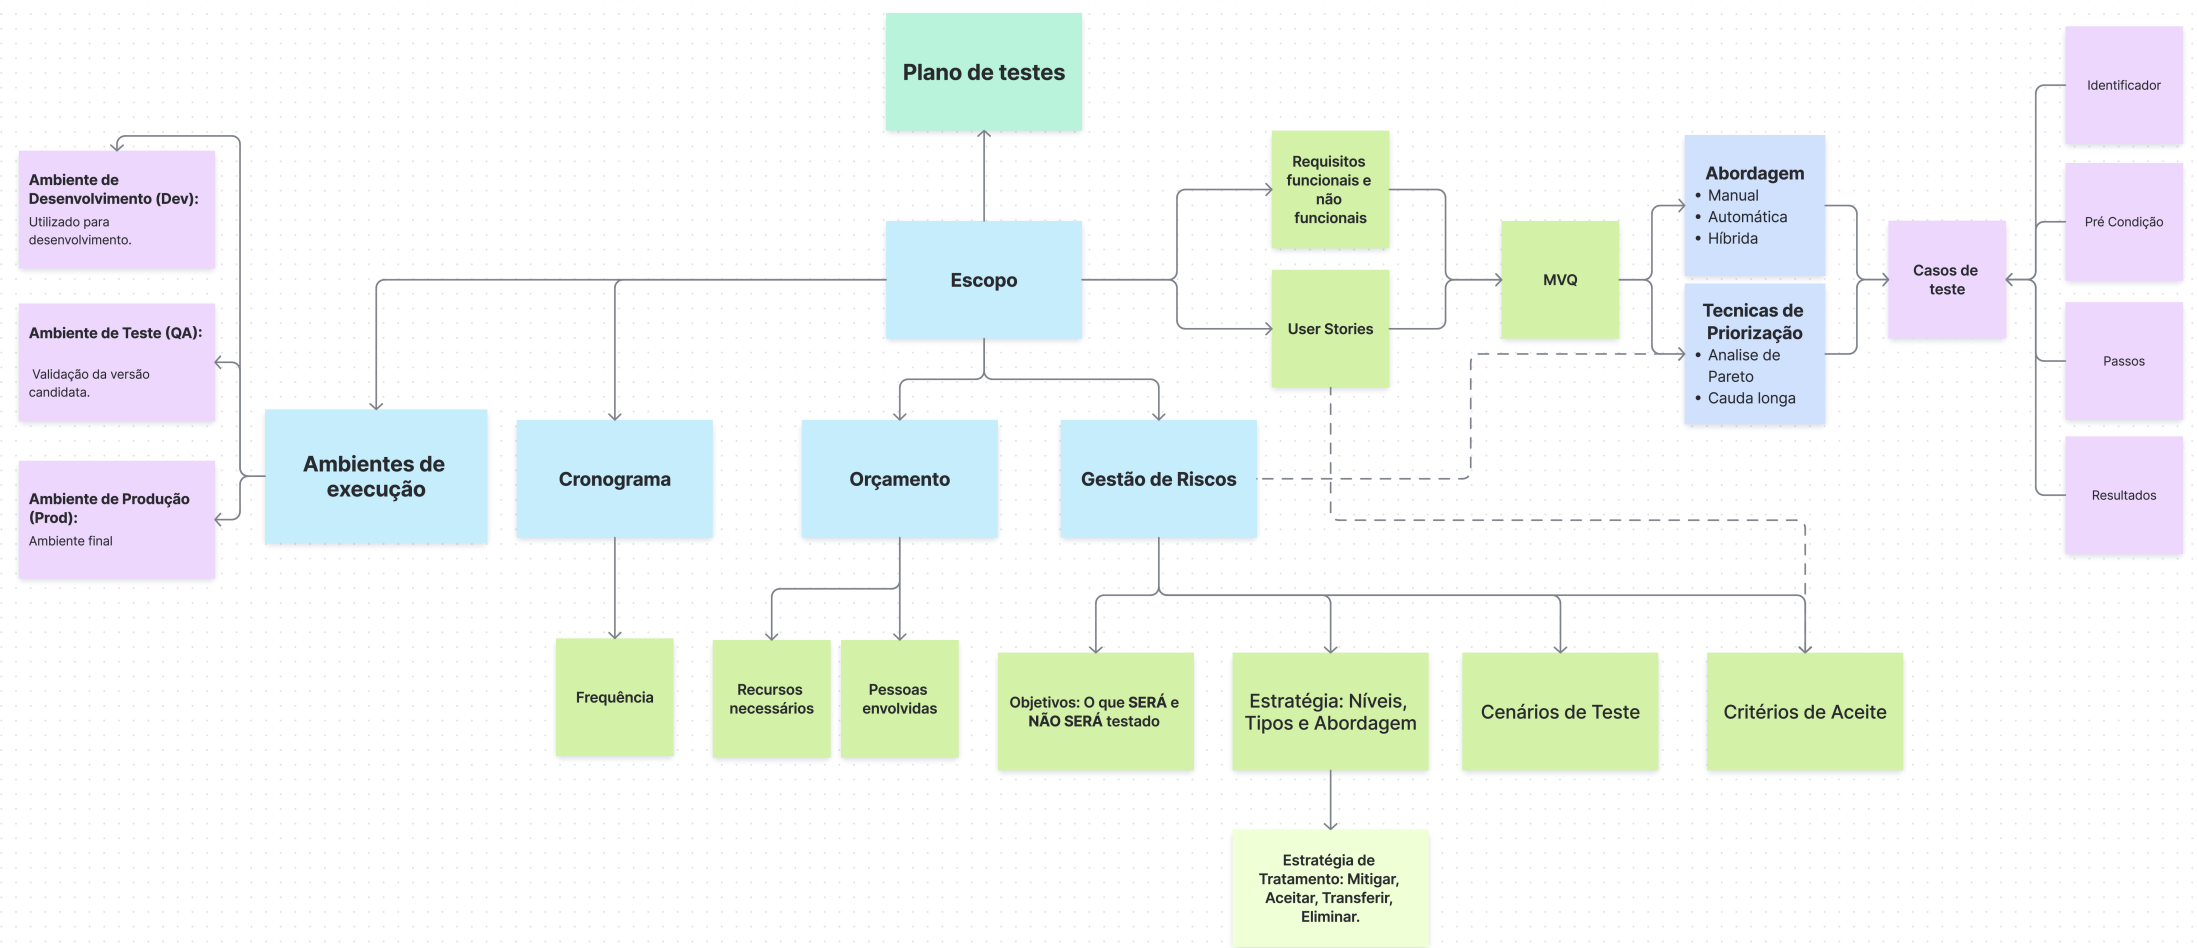 Plano de testes
Ambiente de
Desenvolvimento (Dev):
Utilizado para
desenvolvimento.
Ambiente de Teste (QA):
Validação da versão
candidata.
Ambiente de Produção
(Prod):
Ambiente final
Escopo
Requisitos
funcionais e
não
funcionais
User Stories
MVQ
Abordagem
• Manual
• Automática
• Híbrida
Tecnicas de
Priorização
• Analise de
Pareto
• Cauda longa
Casos de
teste
Identificador
Pré Condição
Passos
Resultados
Ambientes de
execução
Cronograma
Orçamento
Gestão de Riscos
Frequência
Recursos
necessários
Pessoas
envolvidas
Objetivos: O que SERÁ e
NÃO SERÁ testado
Estratégia: Níveis,
Tipos e Abordagem
Cenários de Teste
Critérios de Aceite
Estratégia de
Tratamento: Mitigar,
Aceitar, Transferir,
Eliminar.